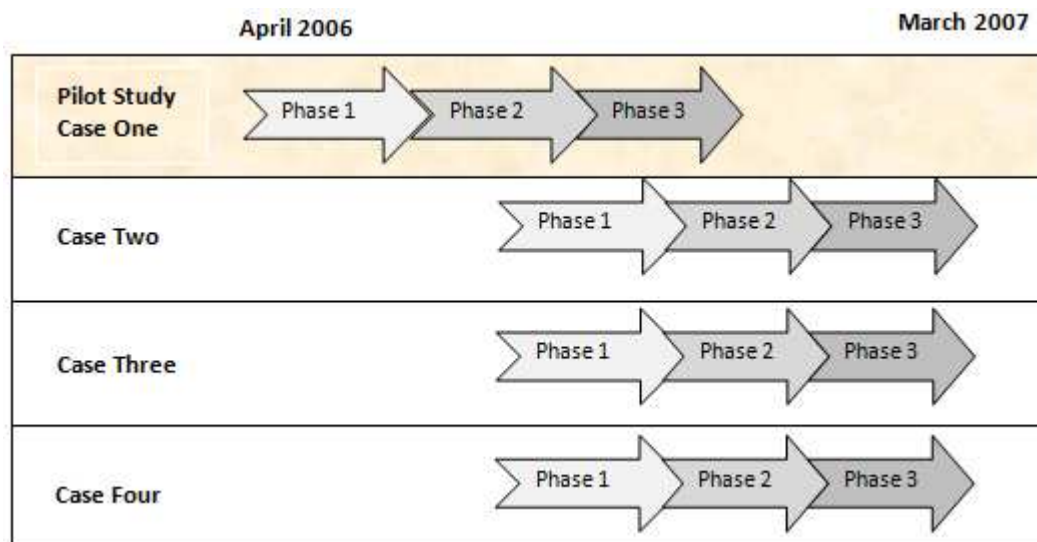 April 2006
March 2007
Pilot Study
Case One
Phase 1
Phase 2
Phase 3
Case Two
Phase 1
Phase 2
Phase 3
Case Three
Phase 1
Phase 2
Phase 3
Case Four
Phase 1
Phase 2
Phase 3